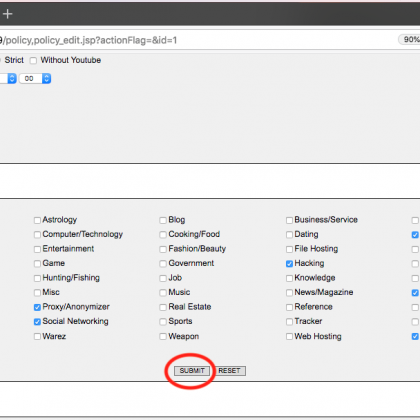 9/policy,policy_edit.jsp?actionFlag=&id=1 90%
Strict Without Youtube
00
Astrology Blog Business/Service
Computer/Technology Cooking/Food Dating
Entertainment Fashion/Beauty File Hosting
Game Government Hacking
Hunting/Fishing Job Knowledge
Misc Music News/Magazine
Proxy/Anonymizer Real Estate Reference
Social Networking Sports Tracker
Warez Weapon Web Hosting
SUBMIT RESET